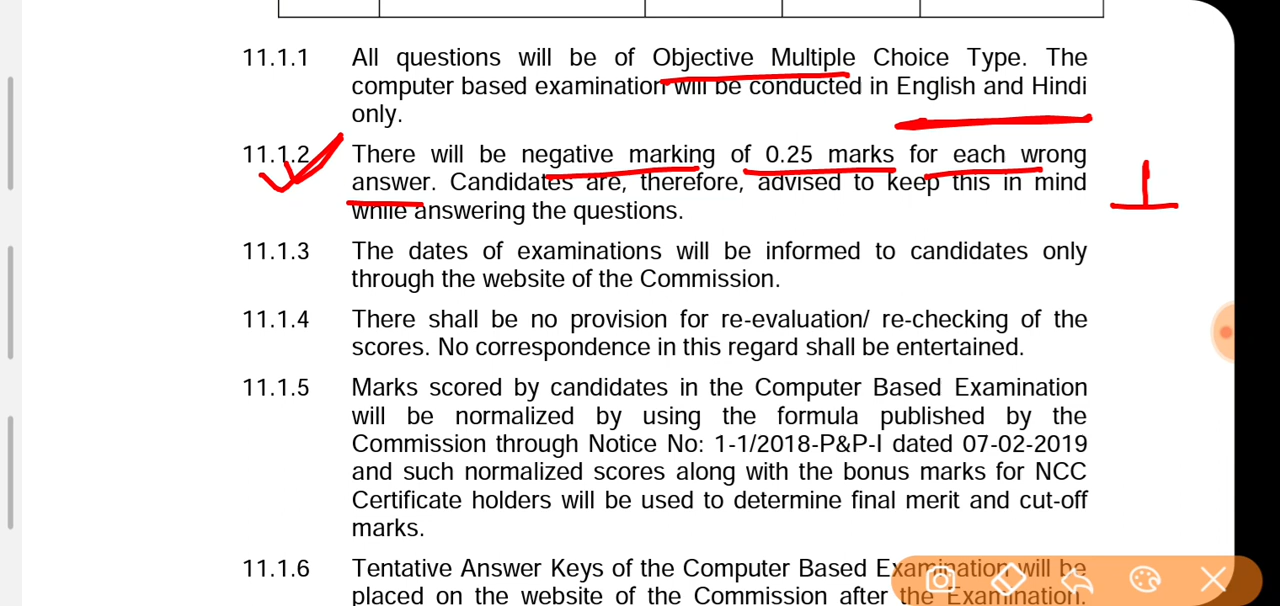 11.1.1 All questions will be of Objective Multiple Choice Type. The
computer based examination will be conducted in English and Hindi
only.
11.1.2 There will be negative marking of 0.25 marks for each wrong
answer. Candidates are, therefore, advised to keep this in mind
while answering the questions.
11.1.3 The dates of examinations will be informed to candidates only
through the website of the Commission.
11.1.4 There shall be no provision for re-evaluation/ re-checking of the
scores. No correspondence in this regard shall be entertained.
11.1.5 Marks scored by candidates in the Computer Based Examination
will be normalized by using the formula published by the
Commission through Notice No: 1-1/2018-P&P-I dated 07-02-2019
and such normalized scores along with the bonus marks for NCC
Certificate holders will be used to determine final merit and cut-off
marks.
11.1.6 Tentative Answer Keys of the Computer Based Examination will be
placed on the website of the Commission after the Examination.